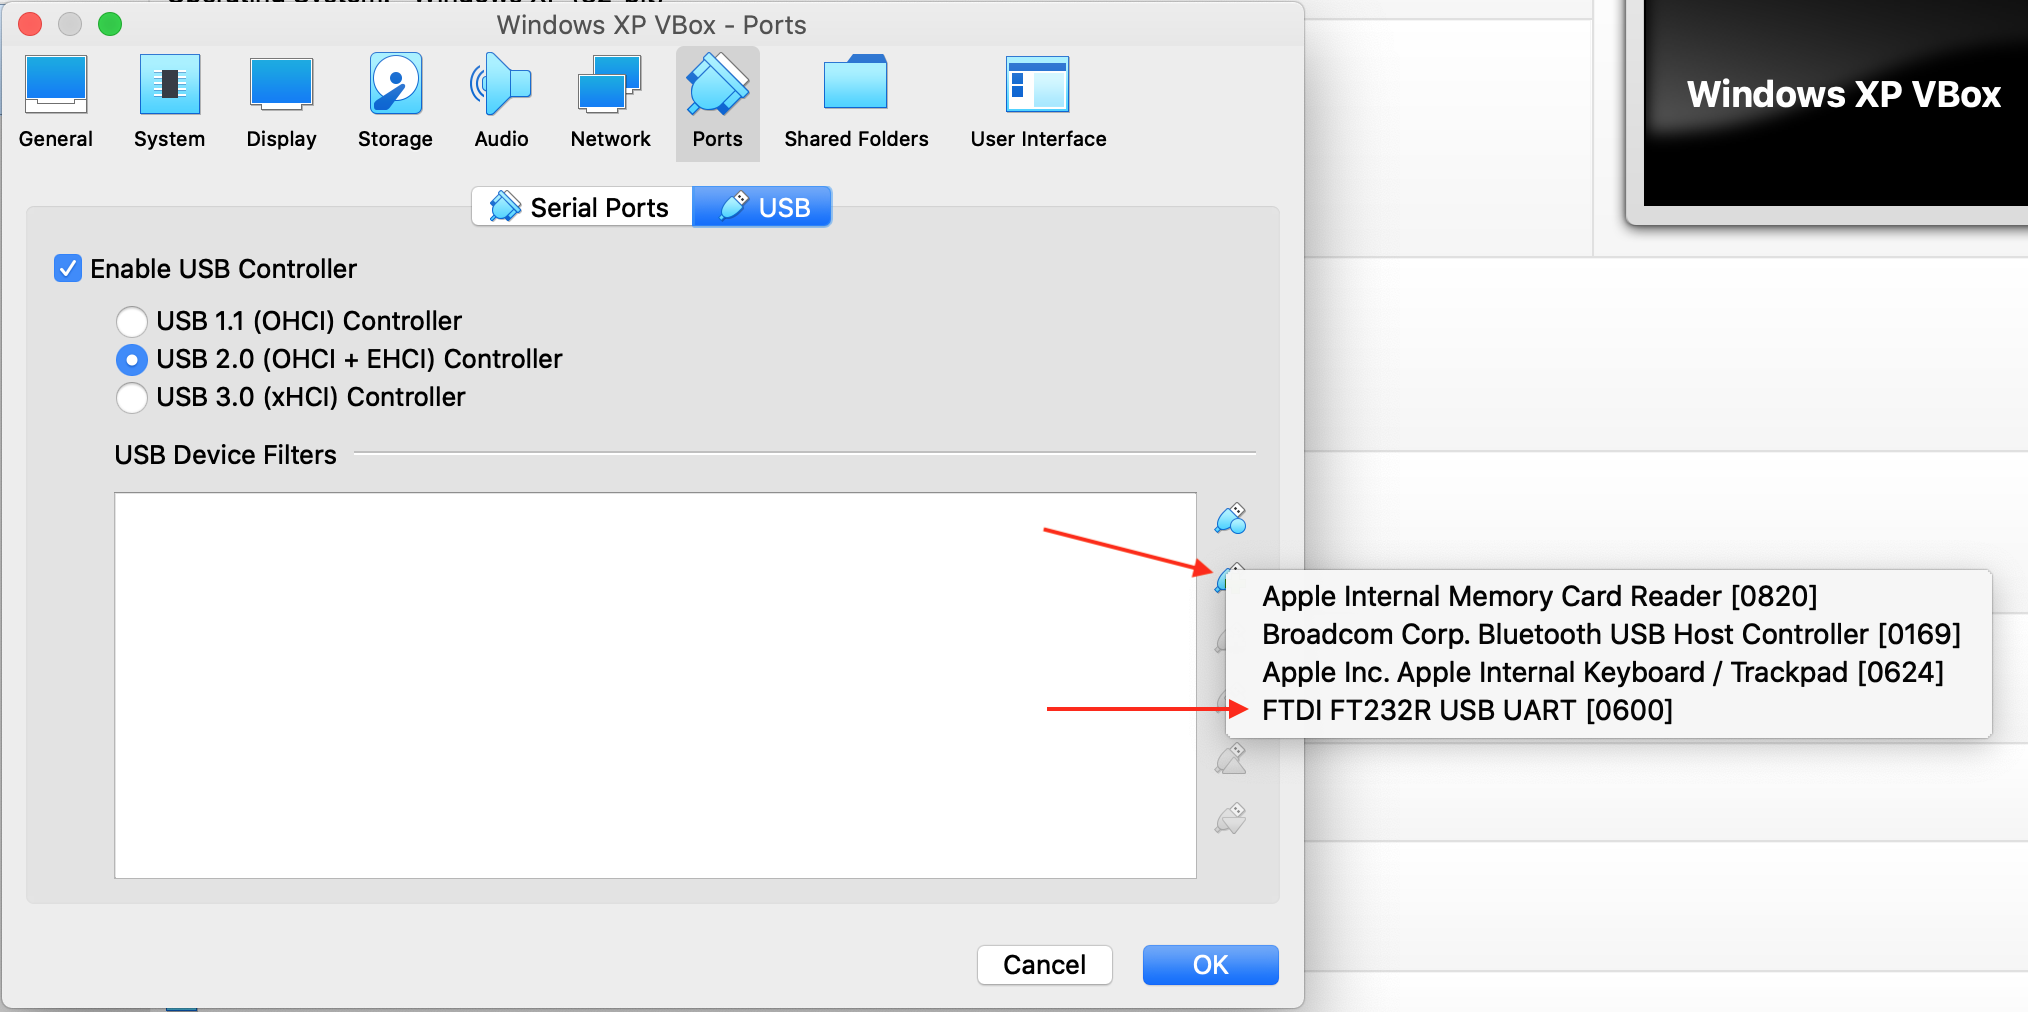 Windows XP VBox - Ports
General
System
Display
Storage
Audio
Network
Ports
Shared Folders
User Interface
Windows XP VBox
Serial Ports
USB
Enable USB Controller
USB 1.1 (OHCI) Controller
USB 2.0 (OHCI + EHCI) Controller
USB 3.0 (xHCI) Controller
USB Device Filters
Apple Internal Memory Card Reader [0820]
Broadcom Corp. Bluetooth USB Host Controller [0169]
Apple Inc. Apple Internal Keyboard / Trackpad [0624]
FTDI FT232R USB UART [0600]
Cancel
OK